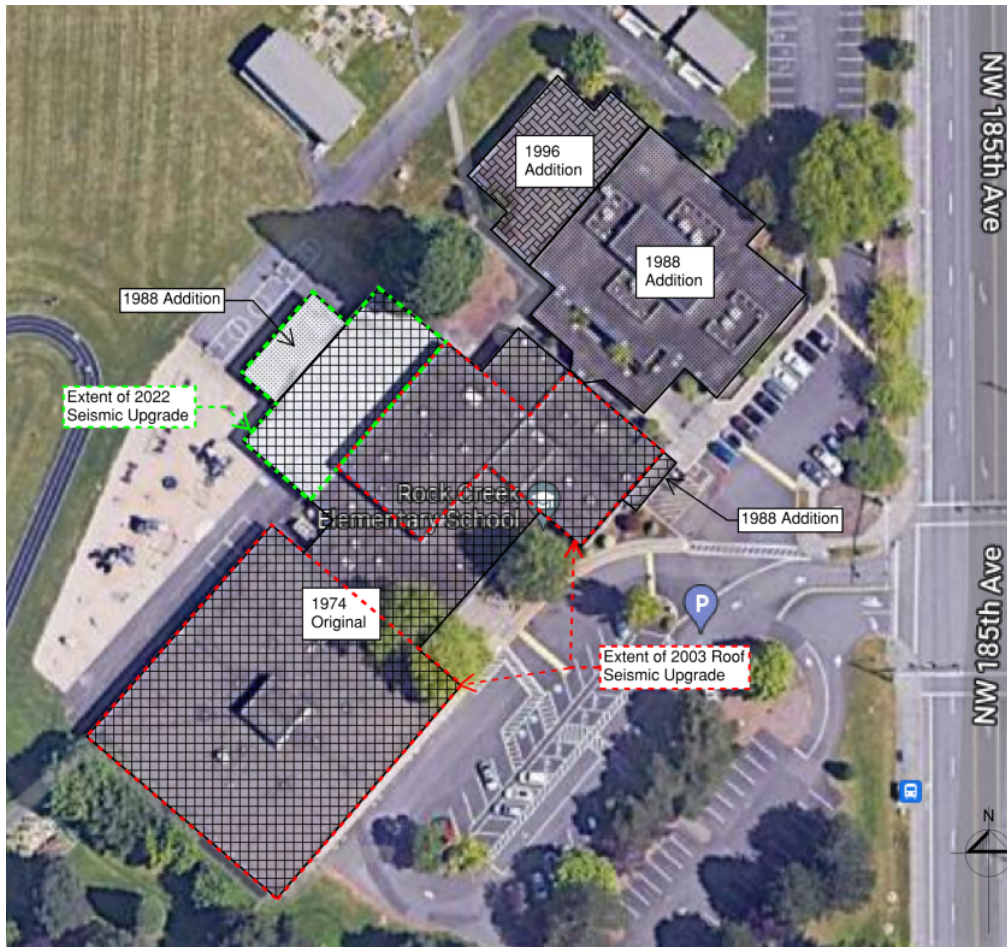 NW 185th Ave
1996
Addition
1988
Addition
1988 Addition
Extent of 2022
Seismic Upgrade
Rock Creek
Elementary School
1988 Addition
1974
Original
P
Extent of 2003 Roof
Seismic Upgrade
NW 185th Ave
N